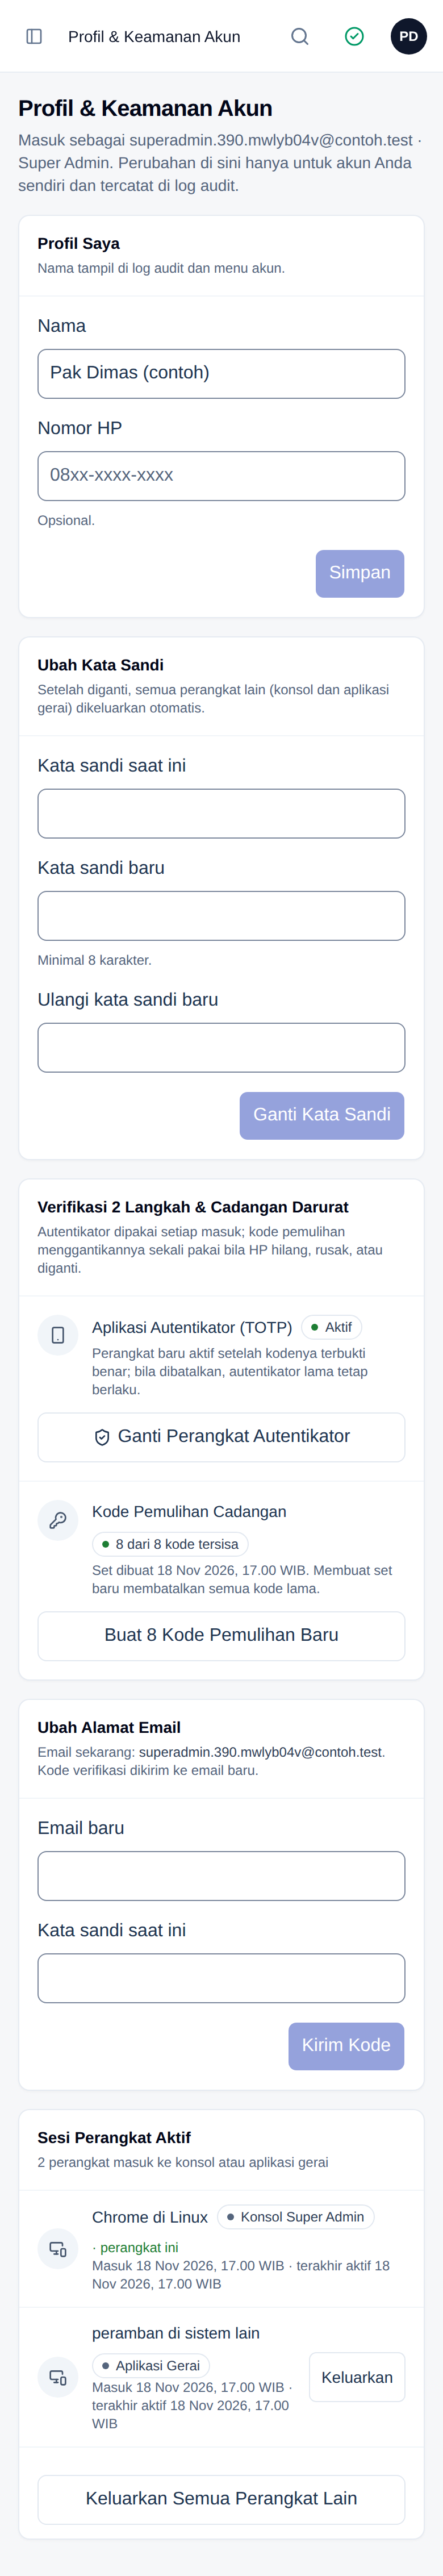 Profil & Keamanan Akun
PD
Profil & Keamanan Akun
Masuk sebagai superadmin.390.mwlyb04v@contoh.test ·
Super Admin. Perubahan di sini hanya untuk akun Anda
sendiri dan tercatat di log audit.
Profil Saya
Nama tampil di log audit dan menu akun.
Nama
Pak Dimas (contoh)
Nomor HP
08xx-xxxx-xxxx
Opsional.
Simpan
Ubah Kata Sandi
Setelah diganti, semua perangkat lain (konsol dan aplikasi
gerai) dikeluarkan otomatis.
Kata sandi saat ini
Kata sandi baru
Minimal 8 karakter.
Ulangi kata sandi baru
Ganti Kata Sandi
Verifikasi 2 Langkah & Cadangan Darurat
Autentikator dipakai setiap masuk; kode pemulihan
menggantikannya sekali pakai bila HP hilang, rusak, atau
diganti.
Aplikasi Autentikator (TOTP) Aktif
Perangkat baru aktif setelah kodenya terbukti
benar; bila dibatalkan, autentikator lama tetap
berlaku.
Ganti Perangkat Autentikator
Kode Pemulihan Cadangan
8 dari 8 kode tersisa
Set dibuat 18 Nov 2026, 17.00 WIB. Membuat set
baru membatalkan semua kode lama.
Buat 8 Kode Pemulihan Baru
Ubah Alamat Email
Email sekarang: superadmin.390.mwlyb04v@contoh.test.
Kode verifikasi dikirim ke email baru.
Email baru
Kata sandi saat ini
Kirim Kode
Sesi Perangkat Aktif
2 perangkat masuk ke konsol atau aplikasi gerai
Chrome di Linux Konsol Super Admin
· perangkat ini
Masuk 18 Nov 2026, 17.00 WIB · terakhir aktif 18
Nov 2026, 17.00 WIB
peramban di sistem lain
Aplikasi Gerai
Masuk 18 Nov 2026, 17.00 WIB ·
terakhir aktif 18 Nov 2026, 17.00
WIB
Keluarkan
Keluarkan Semua Perangkat Lain